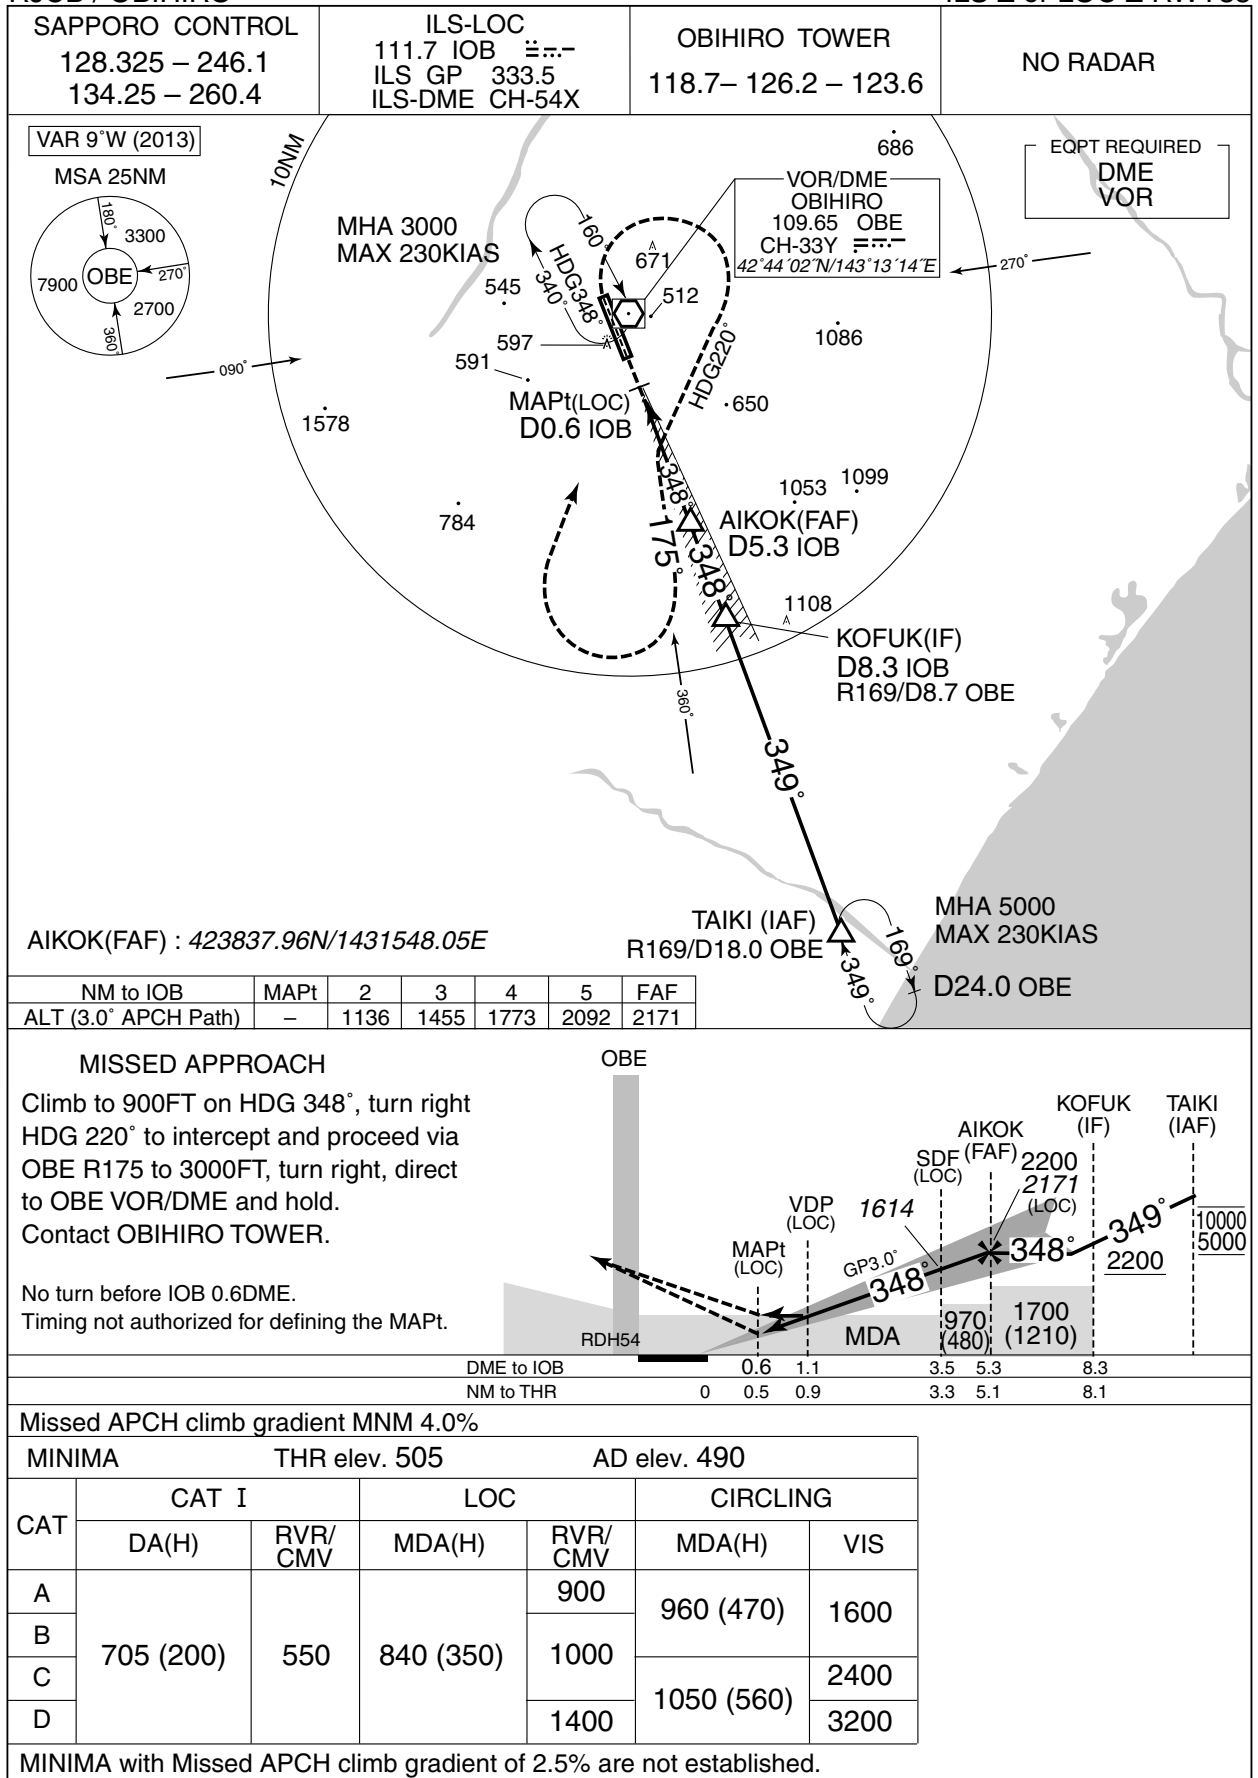 SAPPORO CONTROL
128.325 – 246.1
134.25 – 260.4
ILS-LOC
111.7 IOB
ILS GP 333.5
ILS-DME CH-54X
OBIHIRO TOWER
118.7– 126.2 – 123.6
NO RADAR
VAR 9˚W (2013)
MSA 25NM
180˚
3300
OBE
270˚
7900
2700
360˚
10NM
MHA 3000
MAX 230KIAS
160˚
340˚
HDG348˚
671
686
VOR/DME
OBIHIRO
109.65 OBE
CH-33Y
42˚44´02˝N/143˚13´14˝E
EQPT REQUIRED
DME
VOR
270˚
545
512
597
591
1086
HDG220˚
090˚
650
1578
MAPt(LOC)
D0.6 IOB
348˚
1053
1099
784
AIKOK(FAF)
D5.3 IOB
175˚
348˚
1108
KOFUK(IF)
D8.3 IOB
R169/D8.7 OBE
360˚
349˚
TAIKI (IAF)
R169/D18.0 OBE
MHA 5000
MAX 230KIAS
169˚
349˚
D24.0 OBE
AIKOK(FAF) : 423837.96N/1431548.05E
NM to IOB MAPt 2 3 4 5 FAF
ALT (3.0˚ APCH Path) – 1136 1455 1773 2092 2171
MISSED APPROACH
Climb to 900FT on HDG 348˚, turn right
HDG 220˚ to intercept and proceed via
OBE R175 to 3000FT, turn right, direct
to OBE VOR/DME and hold.
Contact OBIHIRO TOWER.
No turn before IOB 0.6DME.
Timing not authorized for defining the MAPt.
OBE
KOFUK
(IF)
TAIKI
(IAF)
AIKOK
(FAF)
SDF
(LOC)
2200
2171
(LOC)
VDP
(LOC)
1614
MAPt
(LOC)
GP3.0˚
348˚
348˚
349˚
10000
5000
2200
RDH54
MDA
970
(480)
1700
(1210)
DME to IOB 0.6 1.1 3.5 5.3 8.3
NM to THR 0 0.5 0.9 3.3 5.1 8.1
Missed APCH climb gradient MNM 4.0%
MINIMA THR elev. 505 AD elev. 490
CAT CAT I LOC CIRCLING
DA(H) RVR/CMV MDA(H) RVR/CMV MDA(H) VIS
A 705 (200) 550 840 (350) 900 960 (470) 1600
B 1000
C 1050 (560) 2400
D 1400 3200
MINIMA with Missed APCH climb gradient of 2.5% are not established.